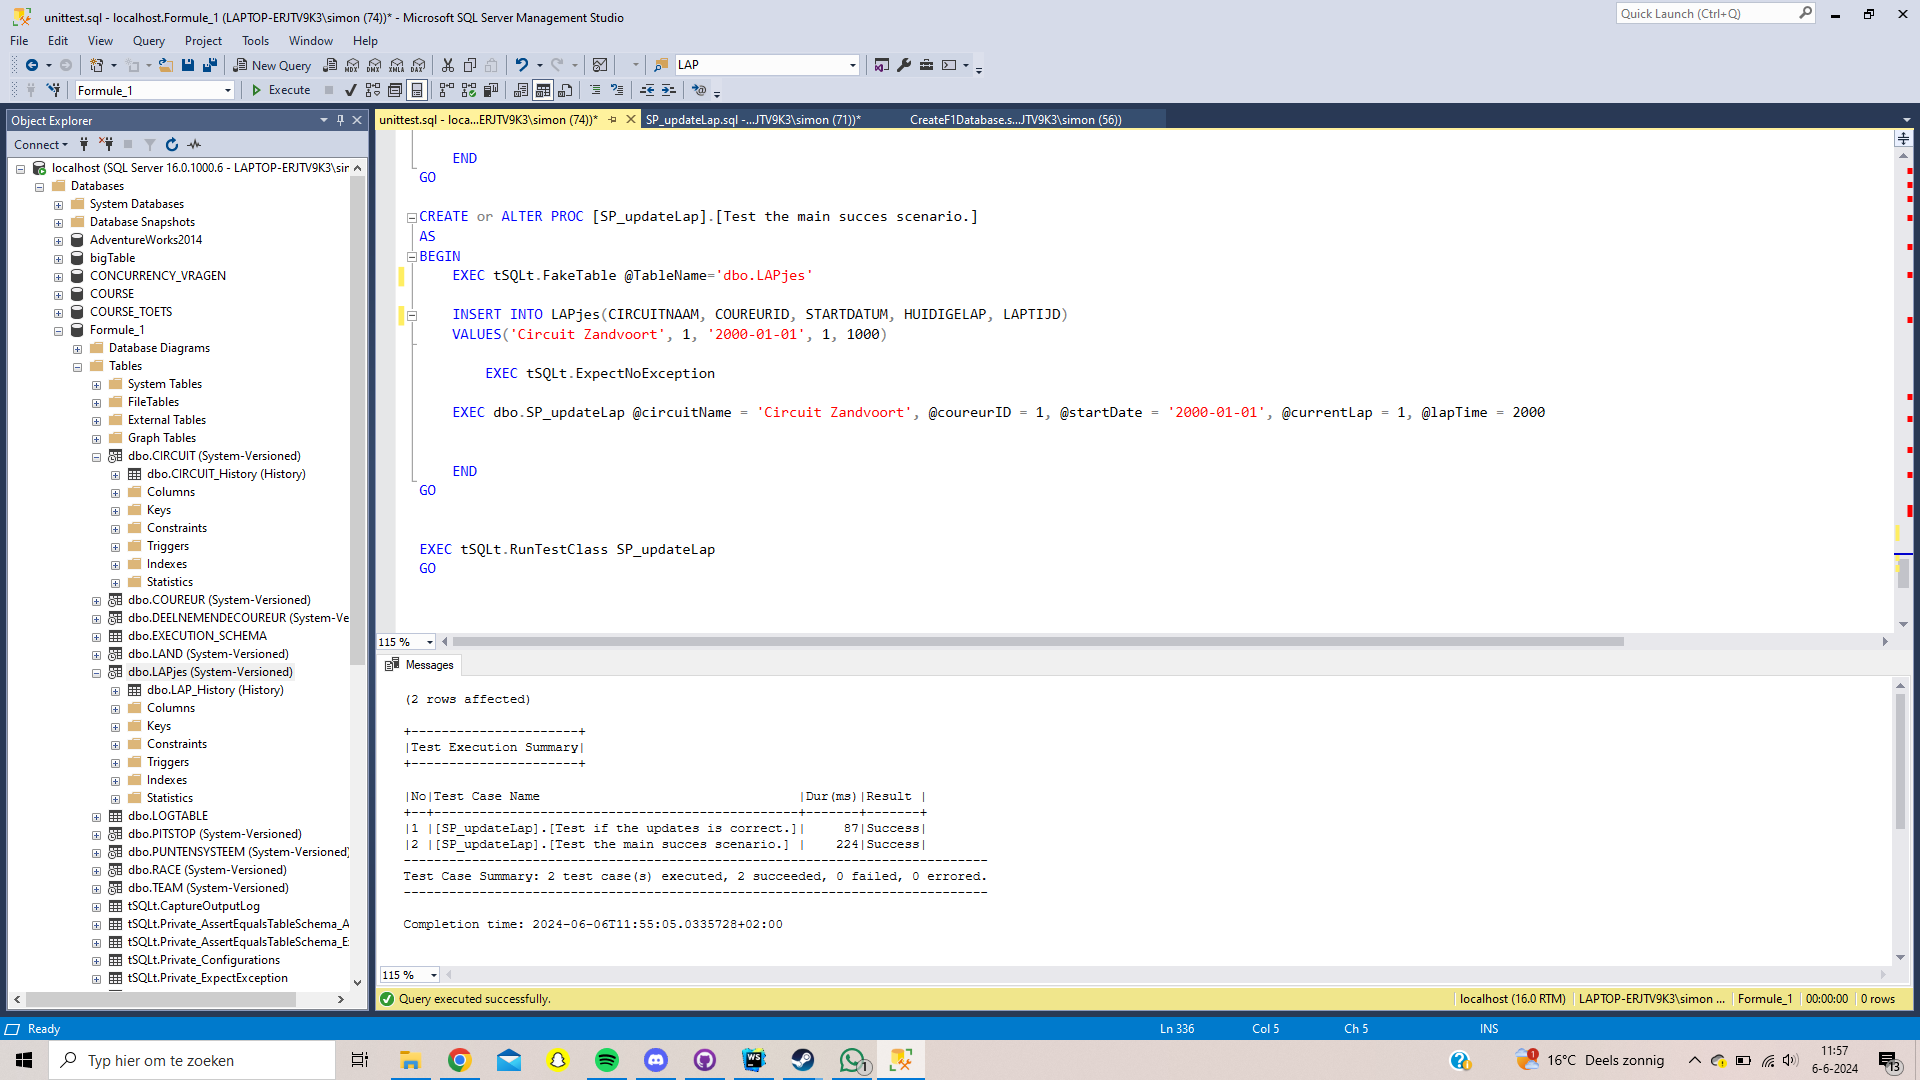 unittest.sql - localhost.Formule_1 (LAPTOP-ERJTV9K3\simon (74))* - Microsoft SQL Server Management Studio
Quick Launch (Ctrl+Q)
File Edit View Query Project Tools Window Help
New Query
MDX DMX XMLA DAX
LAP
Formule_1
Execute
Object Explorer
Connect
localhost (SQL Server 16.0.1000.6 - LAPTOP-ERJTV9K3\sir
Databases
System Databases
Database Snapshots
AdventureWorks2014
bigTable
CONCURRENCY_VRAGEN
COURSE
COURSE_TOETS
Formule_1
Database Diagrams
Tables
System Tables
FileTables
External Tables
Graph Tables
dbo.CIRCUIT (System-Versioned)
dbo.CIRCUIT_History (History)
Columns
Keys
Constraints
Triggers
Indexes
Statistics
dbo.COUREUR (System-Versioned)
dbo.DEELNEMENDECOUREUR (System-Ve
dbo.EXECUTION_SCHEMA
dbo.LAND (System-Versioned)
dbo.LAPjes (System-Versioned)
dbo.LAP_History (History)
Columns
Keys
Constraints
Triggers
Indexes
Statistics
dbo.LOGTABLE
dbo.PITSTOP (System-Versioned)
dbo.PUNTENSYSTEEM (System-Versioned)
dbo.RACE (System-Versioned)
dbo.TEAM (System-Versioned)
tSQLt.CaptureOutputLog
tSQLt.Private_AssertEqualsTableSchema_A
tSQLt.Private_AssertEqualsTableSchema_E
tSQLt.Private_Configurations
tSQLt.Private_ExpectException
unittest.sql - loca...ERJTV9K3\simon (74))*
SP_updateLap.sql -...JTV9K3\simon (71))*
CreateF1Database.s...JTV9K3\simon (56))
END
GO
CREATE or ALTER PROC [SP_updateLap].[Test the main succes scenario.]
AS
BEGIN
EXEC tSQLt.FakeTable @TableName='dbo.LAPjes'
INSERT INTO LAPjes(CIRCUITNAAM, COUREURID, STARTDATUM, HUIDIGELAP, LAPTIJD)
VALUES('Circuit Zandvoort', 1, '2000-01-01', 1, 1000)
EXEC tSQLt.ExpectNoException
EXEC dbo.SP_updateLap @circuitName = 'Circuit Zandvoort', @coureurID = 1, @startDate = '2000-01-01', @currentLap = 1, @lapTime = 2000
END
GO
EXEC tSQLt.RunTestClass SP_updateLap
GO
115 %
Messages
(2 rows affected)
+----------------------+
|Test Execution Summary|
+----------------------+
|No|Test Case Name                                    |Dur(ms)|Result |
+--+--------------------------------------------------+-------+-------+
|1 |[SP_updateLap].[Test if the updates is correct.]|     87|Success|
|2 |[SP_updateLap].[Test the main succes scenario.] |    224|Success|
-----------------------------------------------------------------------------
Test Case Summary: 2 test case(s) executed, 2 succeeded, 0 failed, 0 errored.
-----------------------------------------------------------------------------
Completion time: 2024-06-06T11:55:05.0335728+02:00
115 %
Query executed successfully.
localhost (16.0 RTM) LAPTOP-ERJTV9K3\simon ... Formule_1 00:00:00 0 rows
Ready
Ln 336 Col 5 Ch 5 INS
Typ hier om te zoeken
WS
1
1
16°C Deels zonnig
11:57
6-6-2024
13